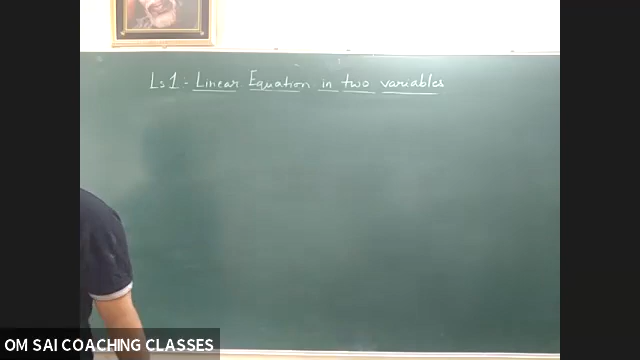 Ls 1 :- Linear Equation in two variables
OM SAI COACHING CLASSES